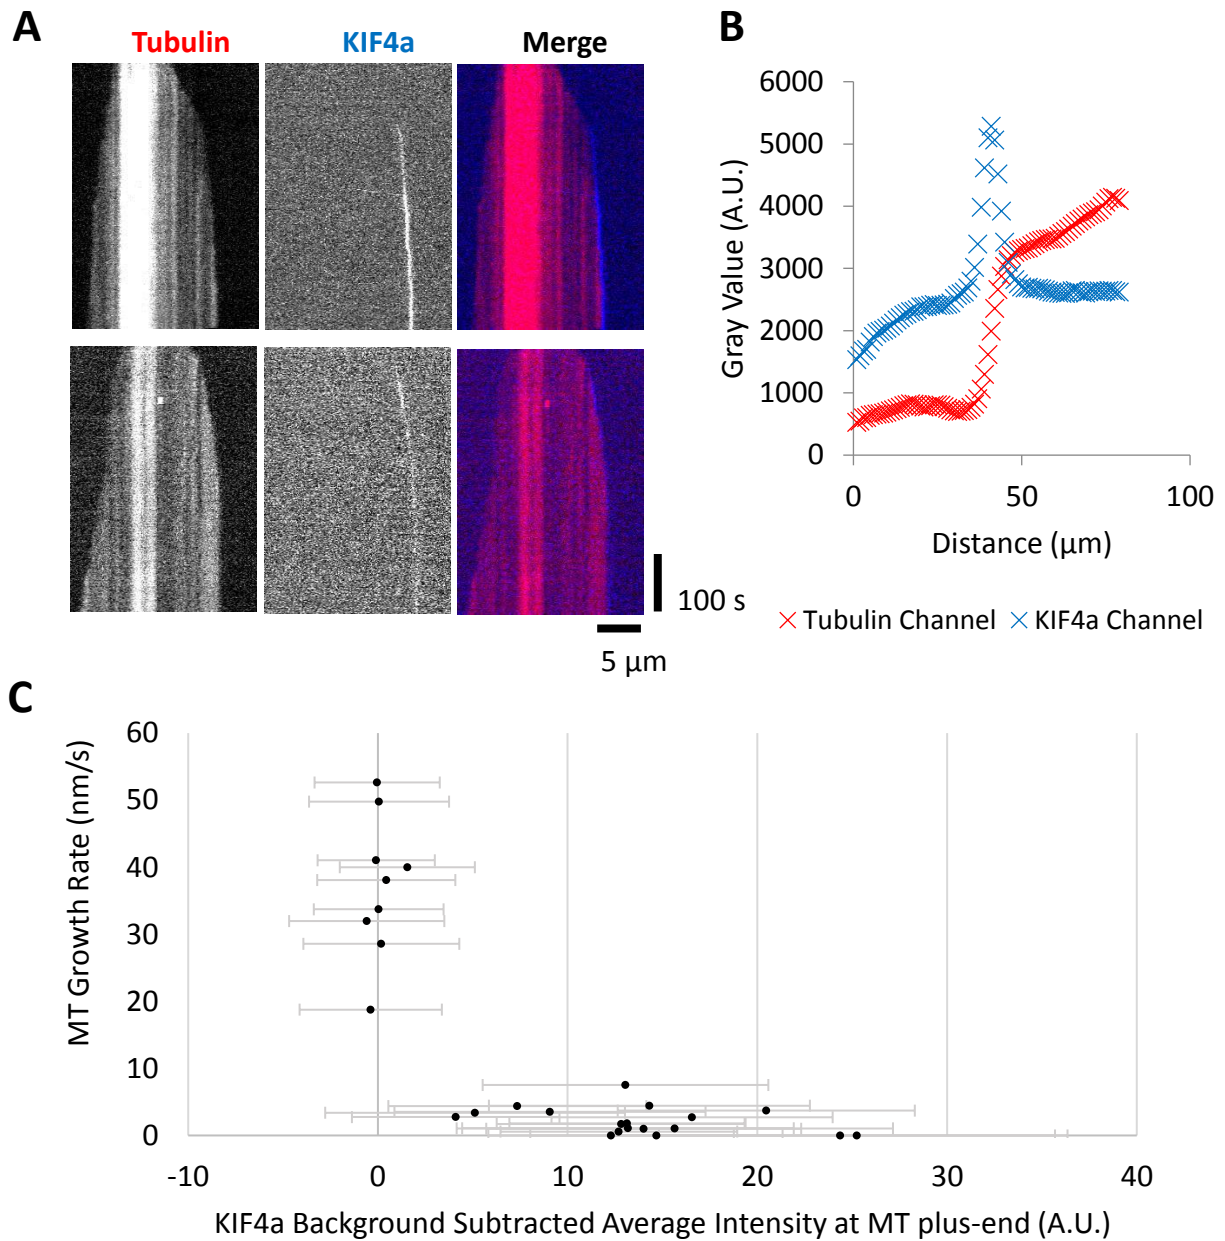 A
Tubulin
KIF4a
Merge
100 s
5 µm
B
6000
5000
4000
3000
2000
1000
0
Gray Value (A.U.)
0
50
100
Distance (µm)
Tubulin Channel
KIF4a Channel
C
60
50
40
30
20
10
0
MT Growth Rate (nm/s)
-10
0
10
20
30
40
KIF4a Background Subtracted Average Intensity at MT plus-end (A.U.)